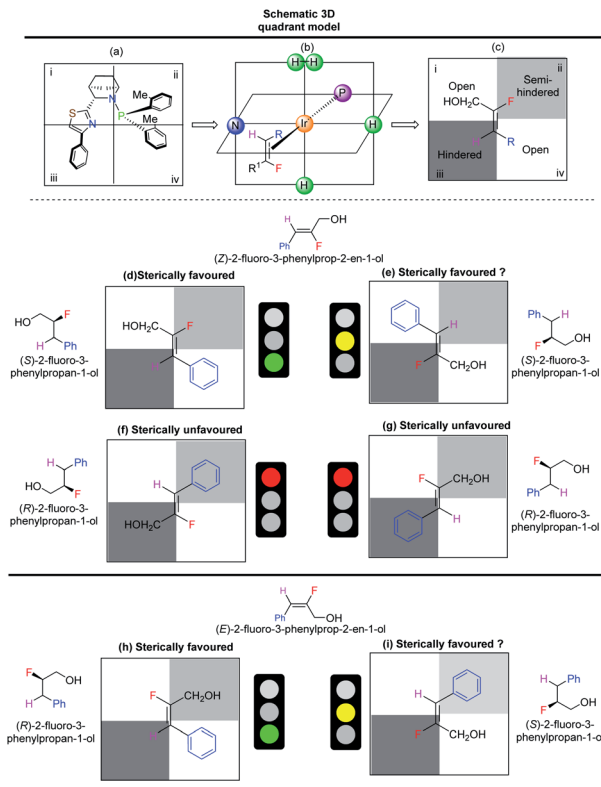 Schematic 3D
quadrant model
(a)
(b)
(c)
i
ii
iii
iv
S
N
N
P
Me
Me
H
H
P
N
Ir
H
H
R
R¹
F
H
i
ii
Open
Semi-
hindered
HOH₂C
F
H
R
Hindered
Open
iii
iv
H
OH
Ph
F
(Z)-2-fluoro-3-phenylprop-2-en-1-ol
(d)Sterically favoured
(e) Sterically favoured ?
HO
F
H
Ph
(S)-2-fluoro-3-
phenylpropan-1-ol
HOH₂C
F
H
H
F
CH₂OH
Ph
H
F
OH
(S)-2-fluoro-3-
phenylpropan-1-ol
(f) Sterically unfavoured
(g) Sterically unfavoured
H
Ph
HO
F
(R)-2-fluoro-3-
phenylpropan-1-ol
H
HOH₂C
F
F
CH₂OH
H
F
OH
Ph
H
(R)-2-fluoro-3-
phenylpropan-1-ol
H
F
Ph
OH
(E)-2-fluoro-3-phenylprop-2-en-1-ol
(h) Sterically favoured
(i) Sterically favoured ?
F
OH
H
Ph
(R)-2-fluoro-3-
phenylpropan-1-ol
F
CH₂OH
H
H
F
CH₂OH
H
Ph
F
OH
(S)-2-fluoro-3-
phenylpropan-1-ol